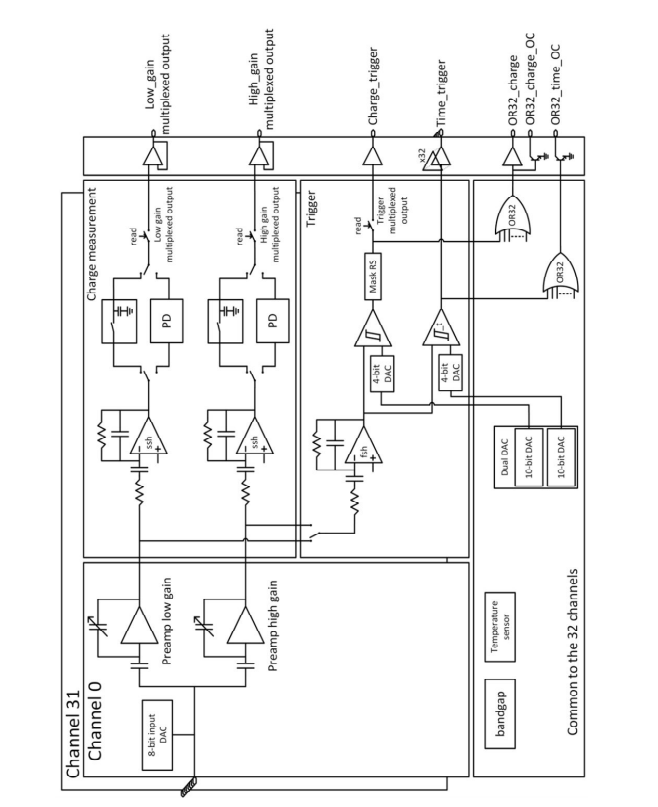 Channel 31
Channel 0
8-bit input
DAC
Preamp low gain
Preamp high gain
Charge measurement
ssh
PD
read
Low gain
multiplexed output
Low_gain
multiplexed output
ssh
PD
read
High gain
multiplexed output
High_gain
multiplexed output
Trigger
fsh
4-bit
DAC
Mask RS
read
Trigger
multiplexed
output
Charge_trigger
4-bit
DAC
x32
Time_trigger
OR32
OR32
OR32_charge
OR32_charge_OC
OR32_time_OC
Dual DAC
10-bit DAC
10-bit DAC
bandgap
Temperature
sensor
Common to the 32 channels